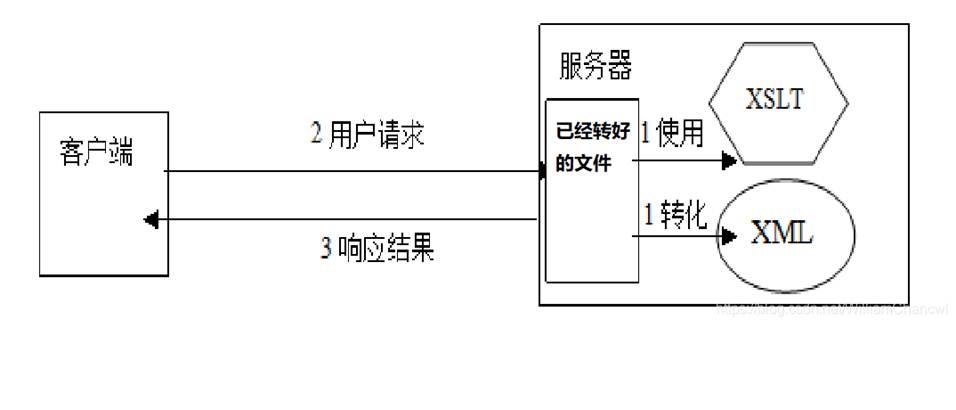 服务器
XSLT
已经转好
的文件
1 使用
客户端
2 用户请求
1 转化
XML
3 响应结果
https://blog.csdn.net/WilliamChancwl